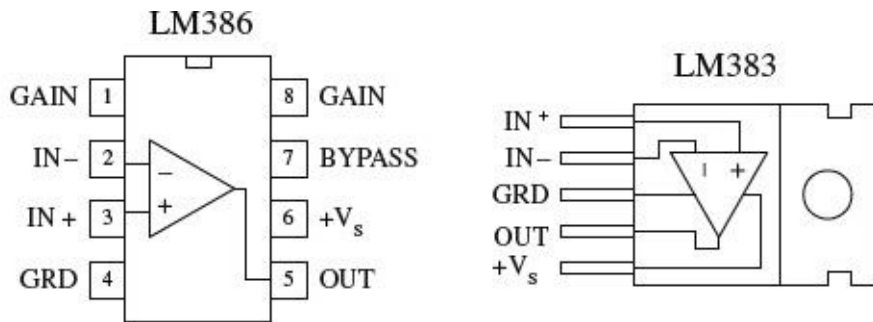 LM386
GAIN 1 8 GAIN
IN− 2 7 BYPASS
IN + 3 6 +Vs
GRD 4 5 OUT
− +
LM383
IN +
IN−
GRD
OUT
+Vs
− +